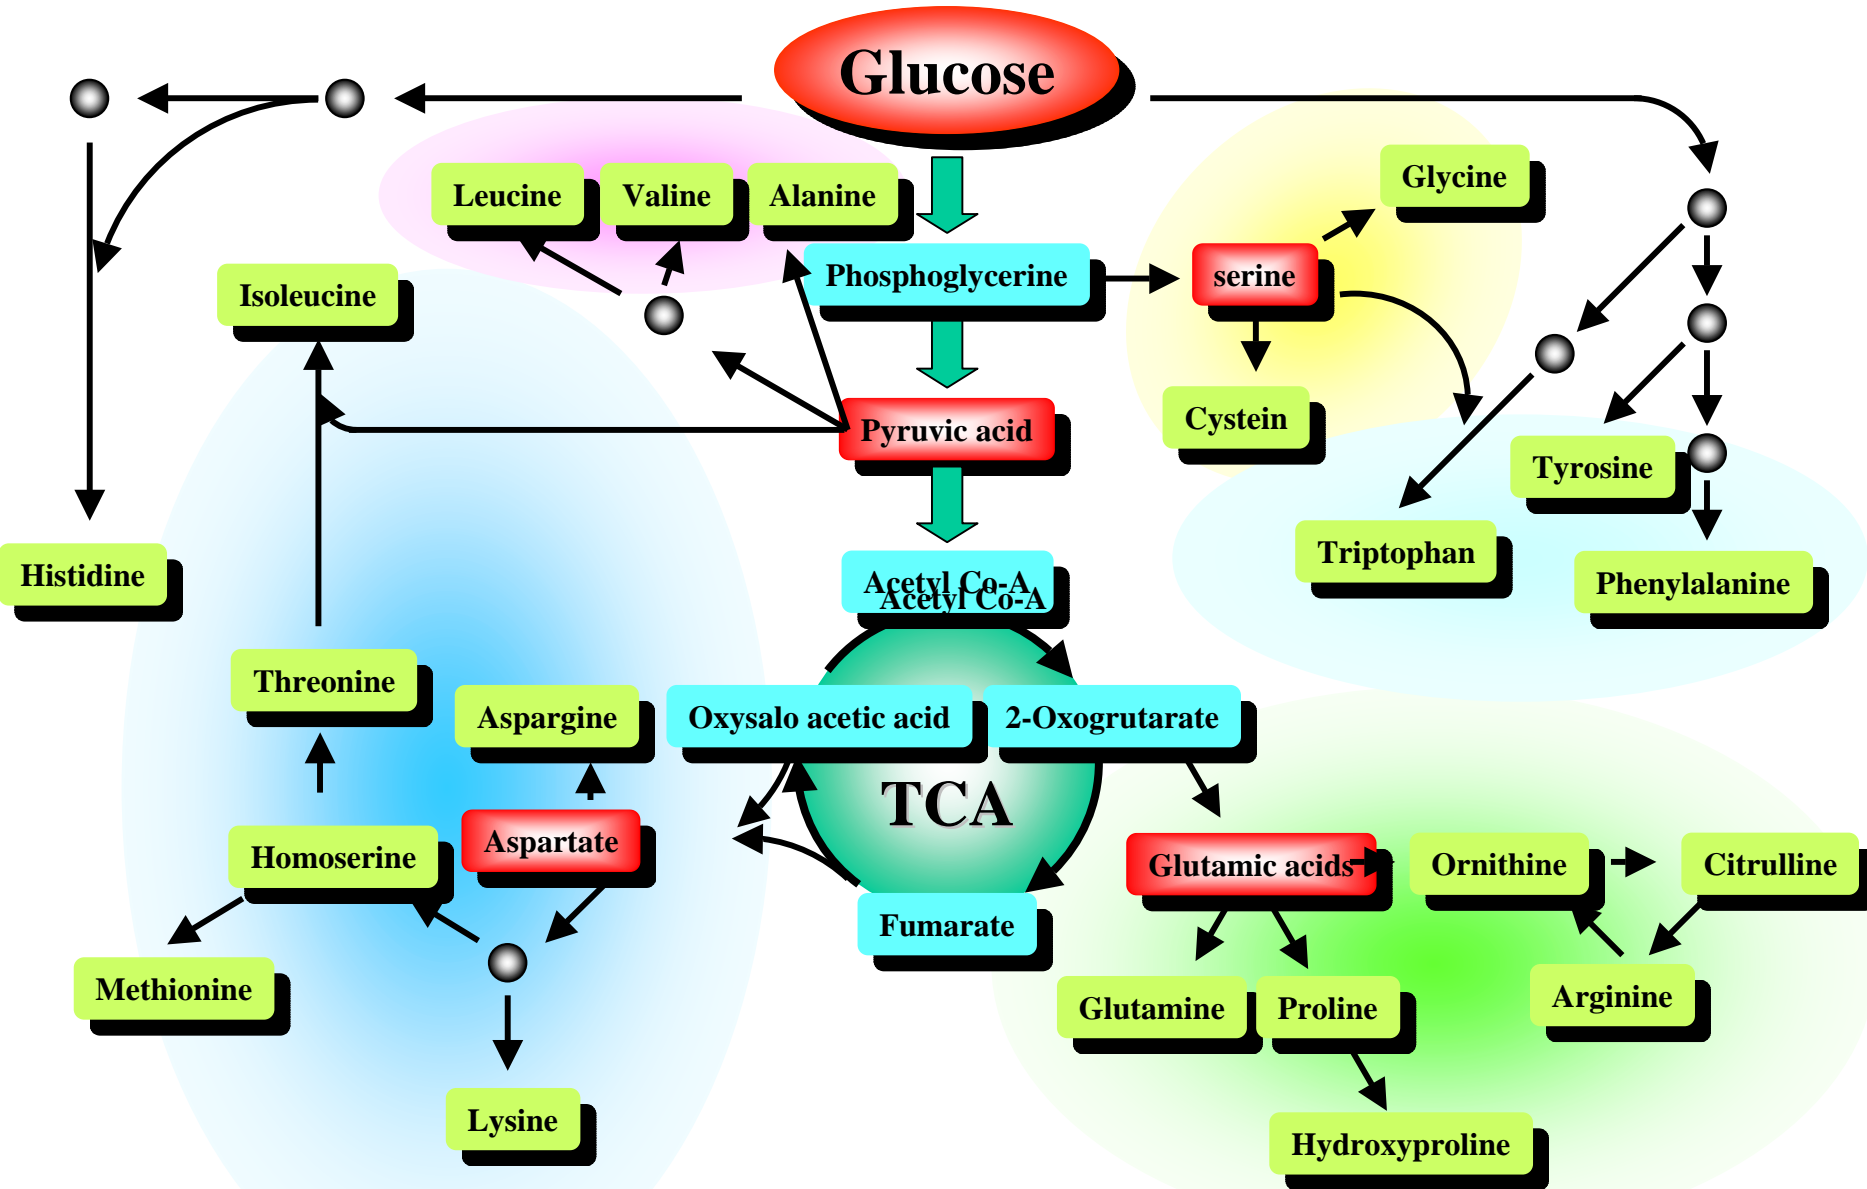 Glucose
Glycine
Leucine
Valine
Alanine
Phosphoglycerine
serine
Isoleucine
Cystein
Pyruvic acid
Tyrosine
Triptophan
Histidine
Acetyl Co-A
Acetyl Co-A
Phenylalanine
Threonine
Aspargine
Oxysalo acetic acid
2-Oxogrutarate
TCA
Aspartate
Homoserine
Glutamic acids
Ornithine
Citrulline
Fumarate
Methionine
Glutamine
Proline
Arginine
Lysine
Hydroxyproline